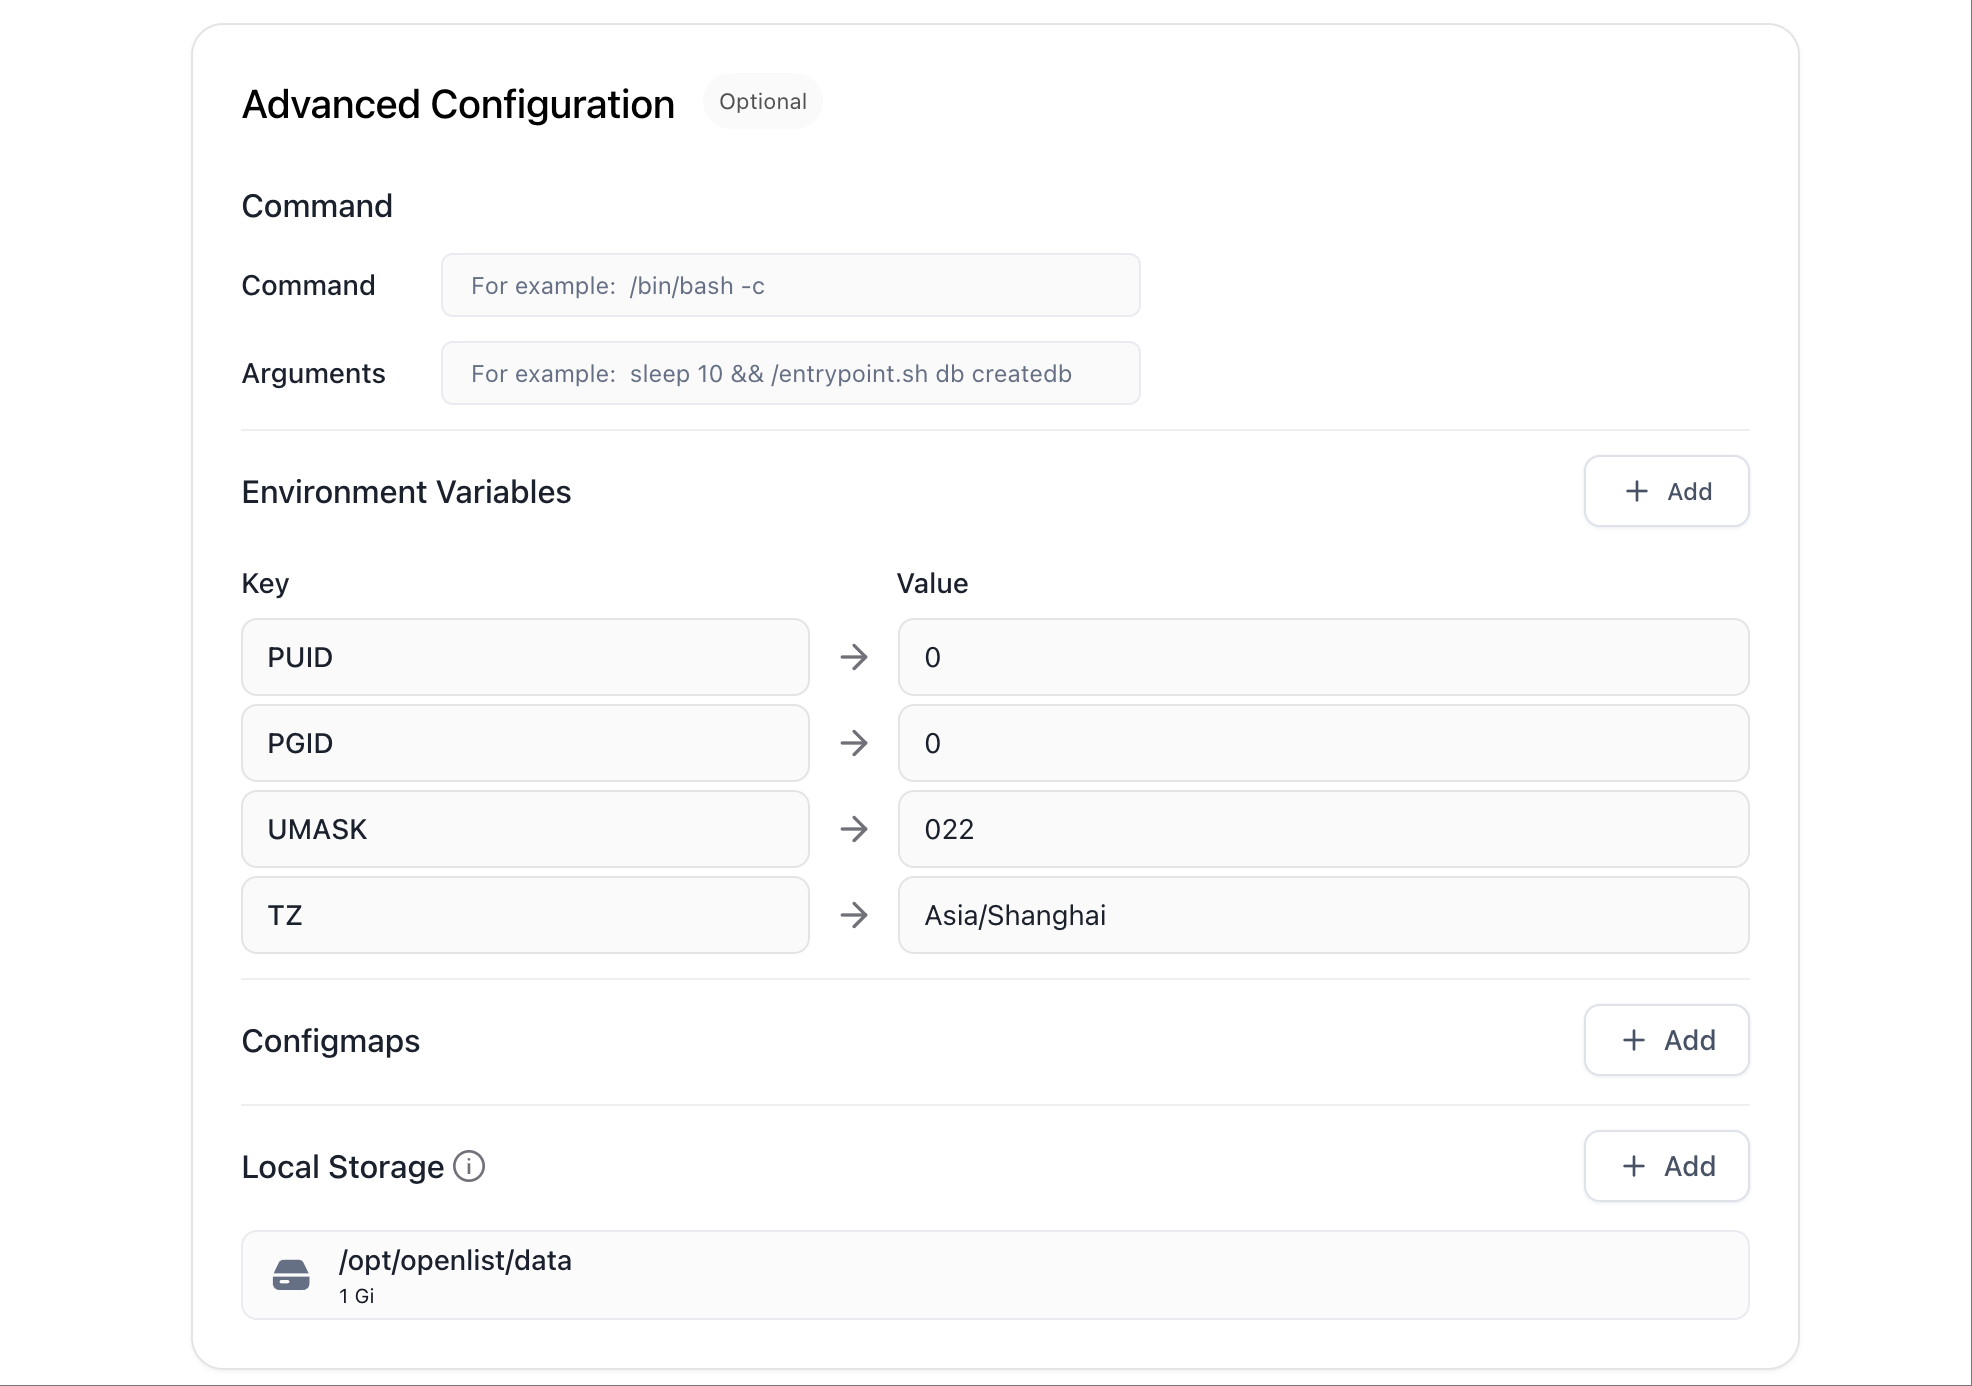 Advanced Configuration Optional
Command
Command For example: /bin/bash -c
Arguments For example: sleep 10 && /entrypoint.sh db createdb
Environment Variables + Add
Key Value
PUID → 0
PGID → 0
UMASK → 022
TZ → Asia/Shanghai
Configmaps + Add
Local Storage + Add
/opt/openlist/data
1 Gi